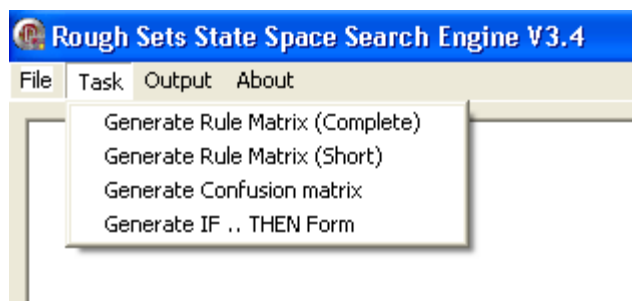 Rough Sets State Space Search Engine V3.4
File Task Output About
Generate Rule Matrix (Complete)
Generate Rule Matrix (Short)
Generate Confusion matrix
Generate IF .. THEN Form